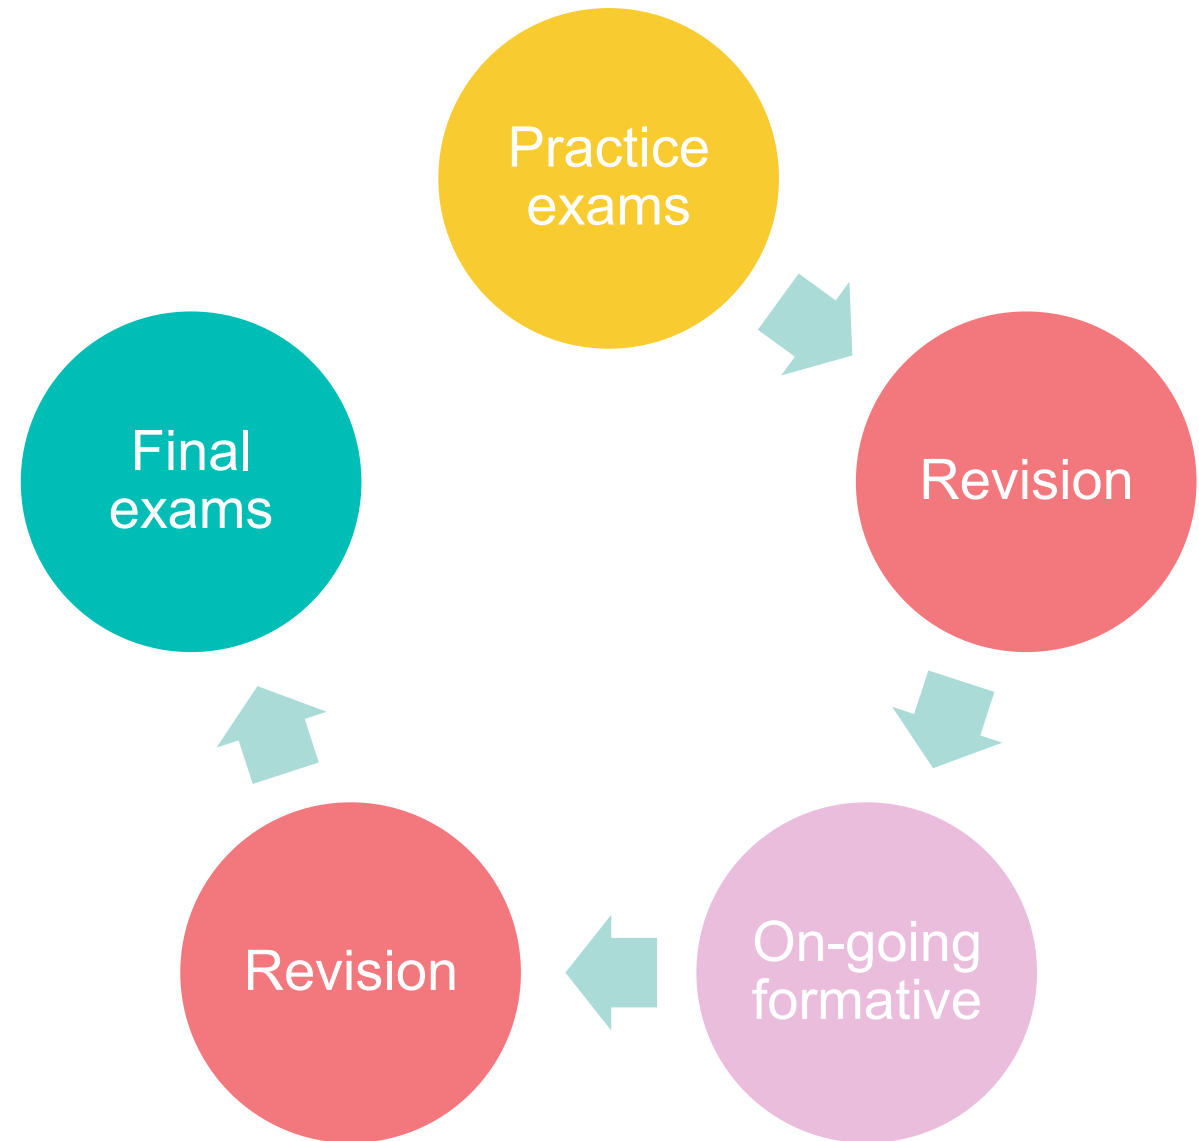 Practice
exams
Revision
On-going
formative
Revision
Final
exams